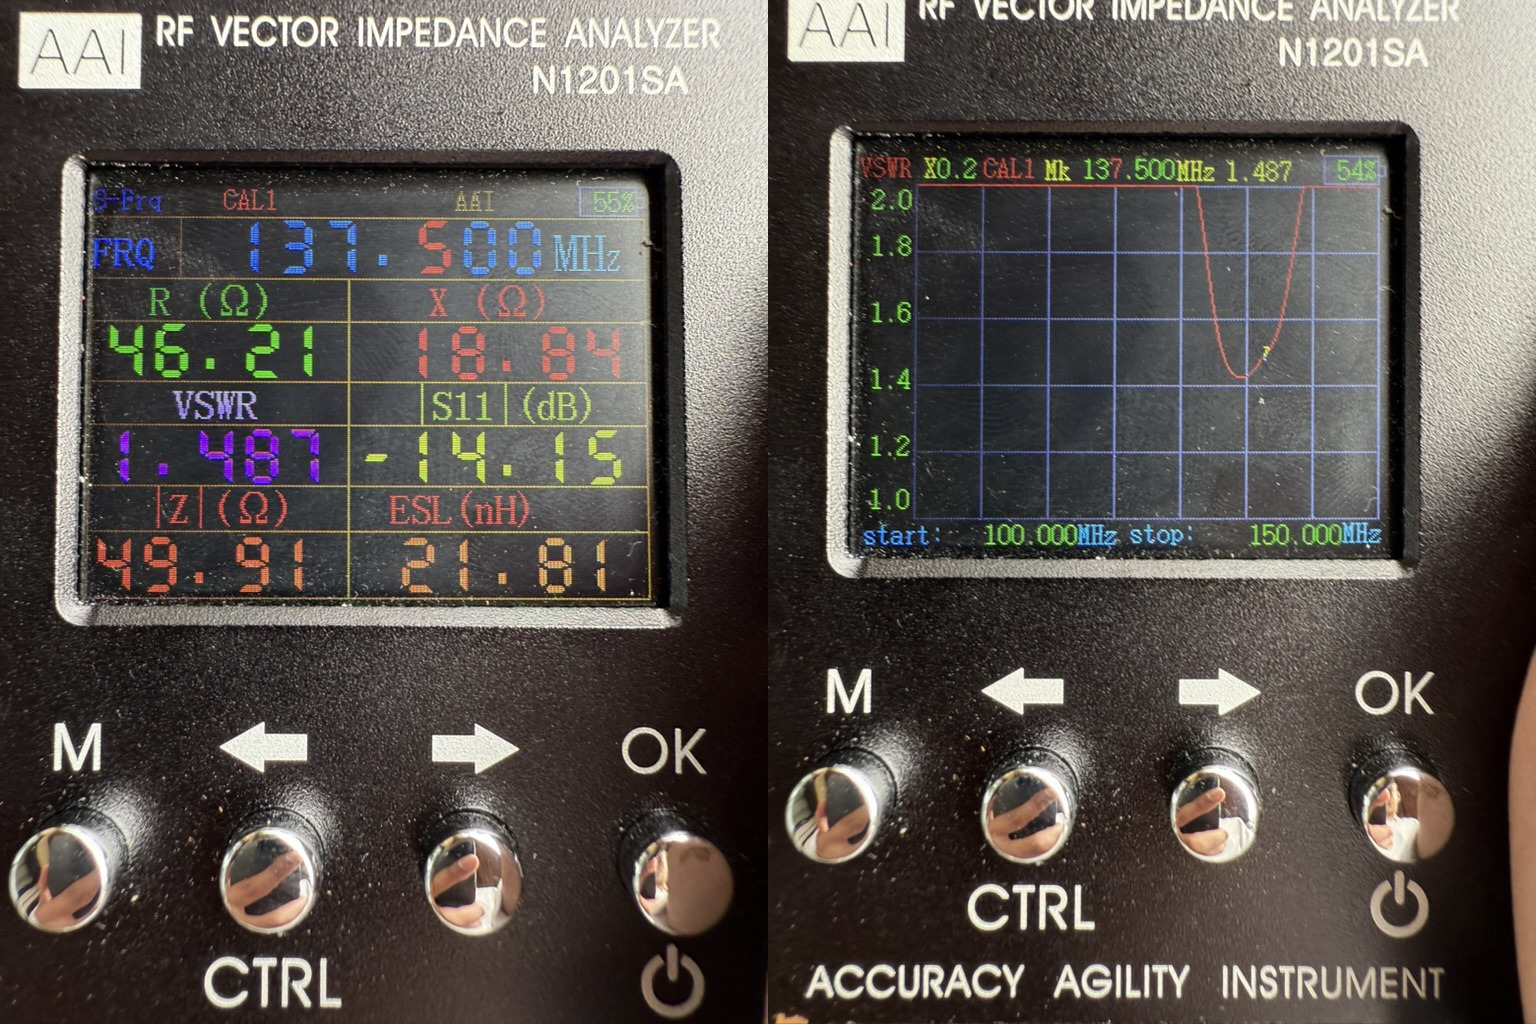 AAI RF VECTOR IMPEDANCE ANALYZER
N1201SA
S-Frq CAL1 AAI 55%
FRQ 137.500 MHz
R (Ω) X (Ω)
46.21 18.84
VSWR |S11| (dB)
1.487 -14.15
|Z| (Ω) ESL(nH)
49.91 21.81
M ← → OK
CTRL
AAI RF VECTOR IMPEDANCE ANALYZER
N1201SA
VSWR X0.2 CAL1 Mk 137.500MHz 1.487 54%
2.0
1.8
1.6
1.4
1.2
1.0
start: 100.000MHz stop: 150.000MHz
M ← → OK
CTRL
ACCURACY AGILITY INSTRUMENT